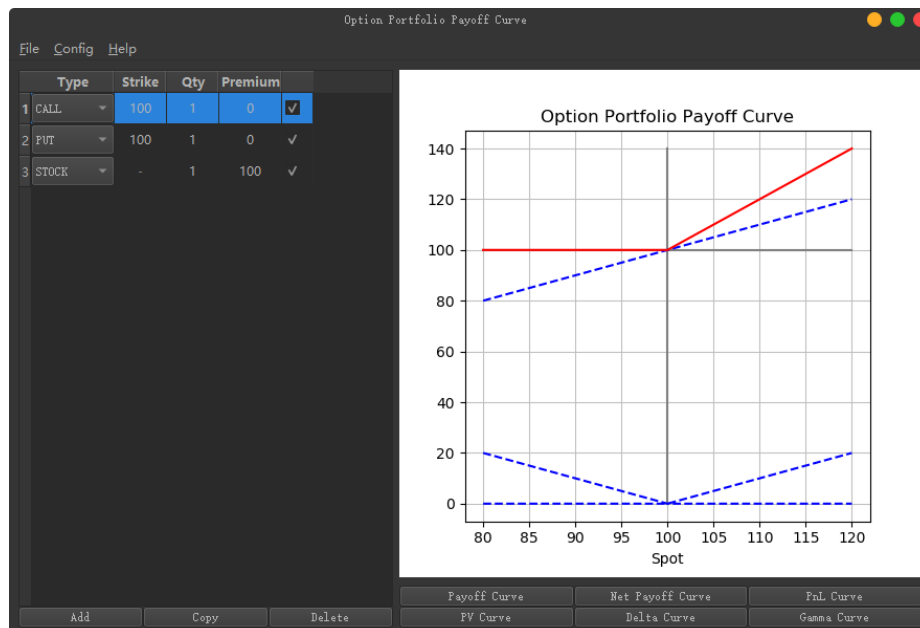 Option Portfolio Payoff Curve
File Config Help
Type Strike Qty Premium
1 CALL 100 1 0
2 PUT 100 1 0
3 STOCK - 1 100
Option Portfolio Payoff Curve
140
120
100
80
60
40
20
0
80 85 90 95 100 105 110 115 120
Spot
Payoff Curve Net Payoff Curve PnL Curve
Add Copy Delete PV Curve Delta Curve Gamma Curve